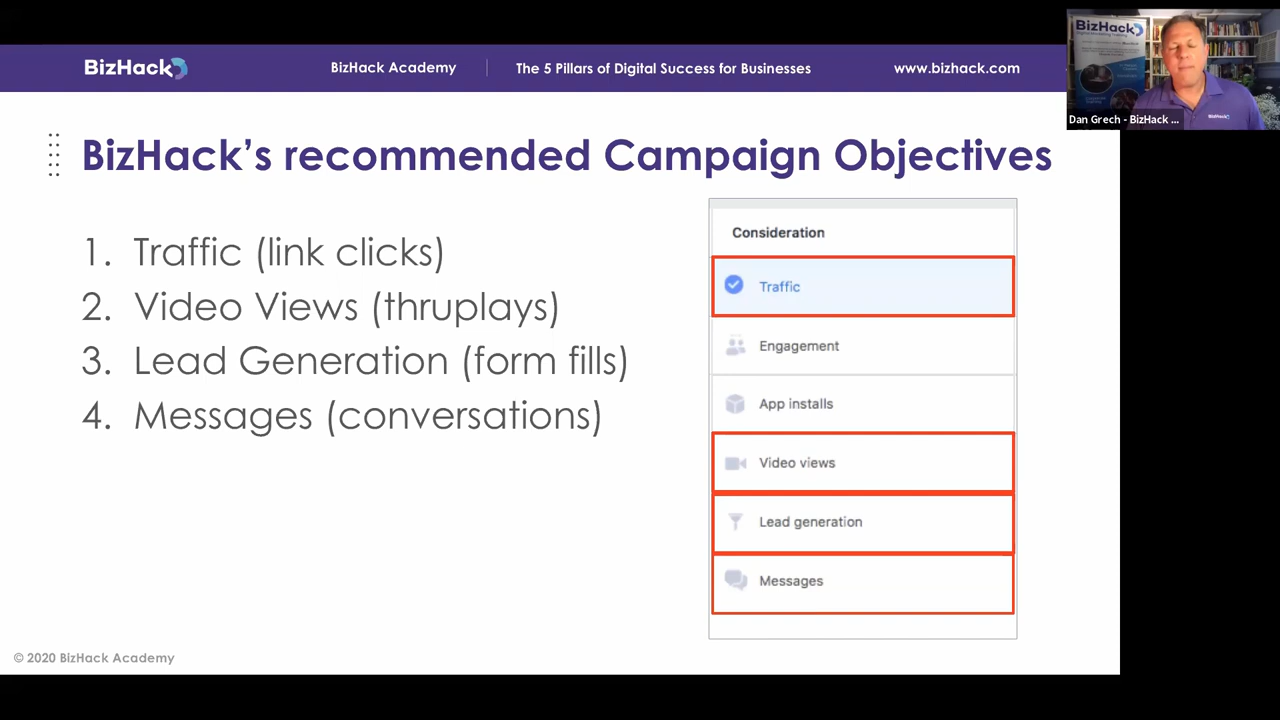 BizHack
BizHack Academy
The 5 Pillars of Digital Success for Businesses
www.bizhack.com
BizHack
Dan Grech - BizHack ...
BizHack
BizHack's recommended Campaign Objectives
1. Traffic (link clicks)
2. Video Views (thruplays)
3. Lead Generation (form fills)
4. Messages (conversations)
Consideration
Traffic
Engagement
App installs
Video views
Lead generation
Messages
© 2020 BizHack Academy